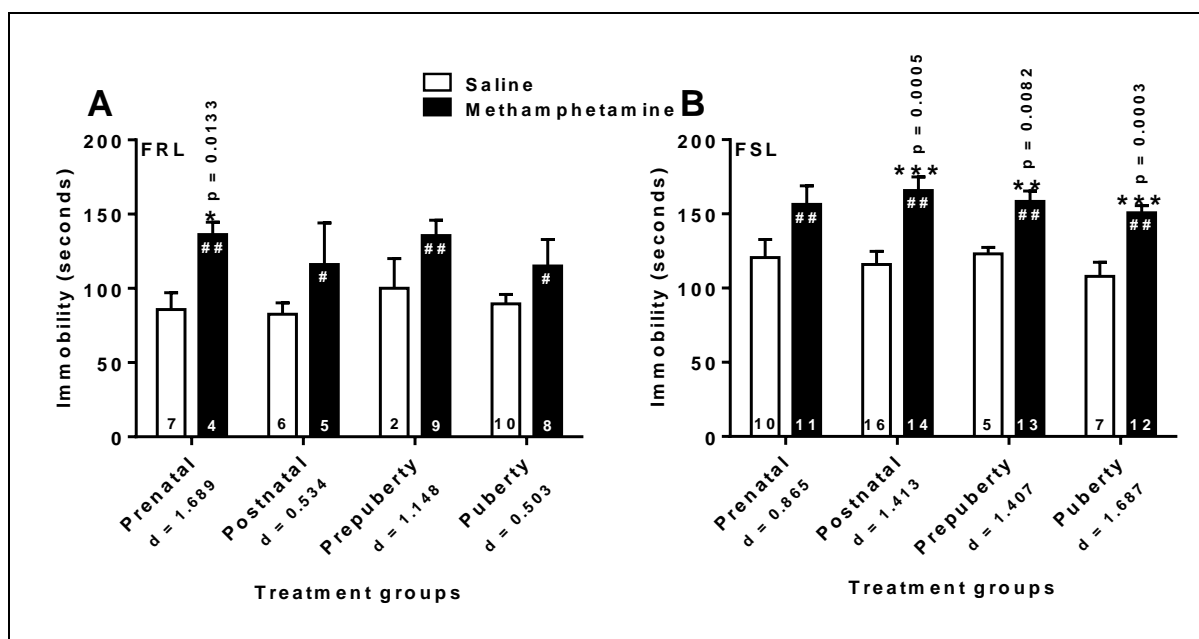 A
Saline
Methamphetamine
FRL
Immobility (seconds)
200
150
100
50
0
p = 0.0133
*
##
#
##
#
7
4
6
5
2
9
10
8
Prenatal
d = 1.689
Postnatal
d = 0.534
Prepuberty
d = 1.148
Puberty
d = 0.503
Treatment groups
B
FSL
Immobility (seconds)
200
150
100
50
0
p = 0.0005
***
p = 0.0082
**
p = 0.0003
***
##
##
##
##
10
11
16
14
5
13
7
12
Prenatal
d = 0.865
Postnatal
d = 1.413
Prepuberty
d = 1.407
Puberty
d = 1.687
Treatment groups